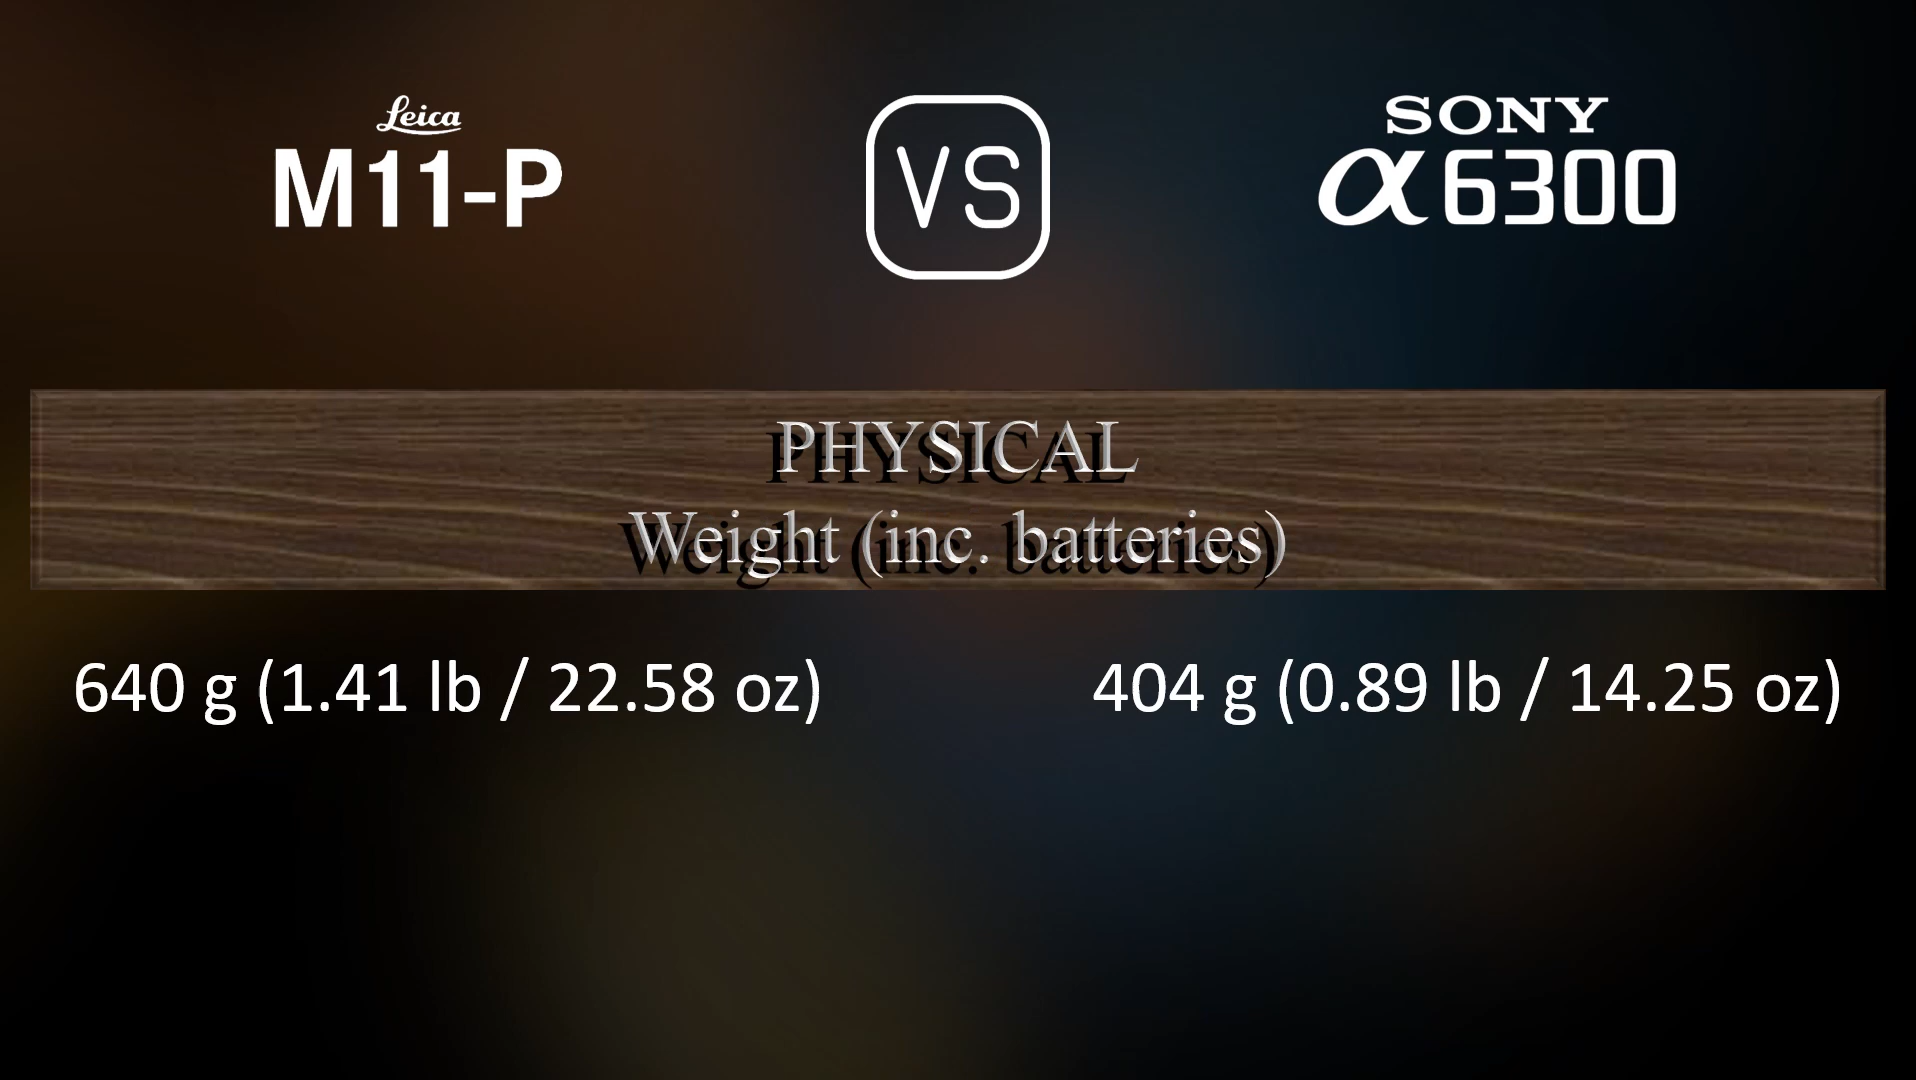 Leica
M11-P
VS
SONY
α6300
PHYSICAL
Weight (inc. batteries)
640 g (1.41 lb / 22.58 oz)
404 g (0.89 lb / 14.25 oz)